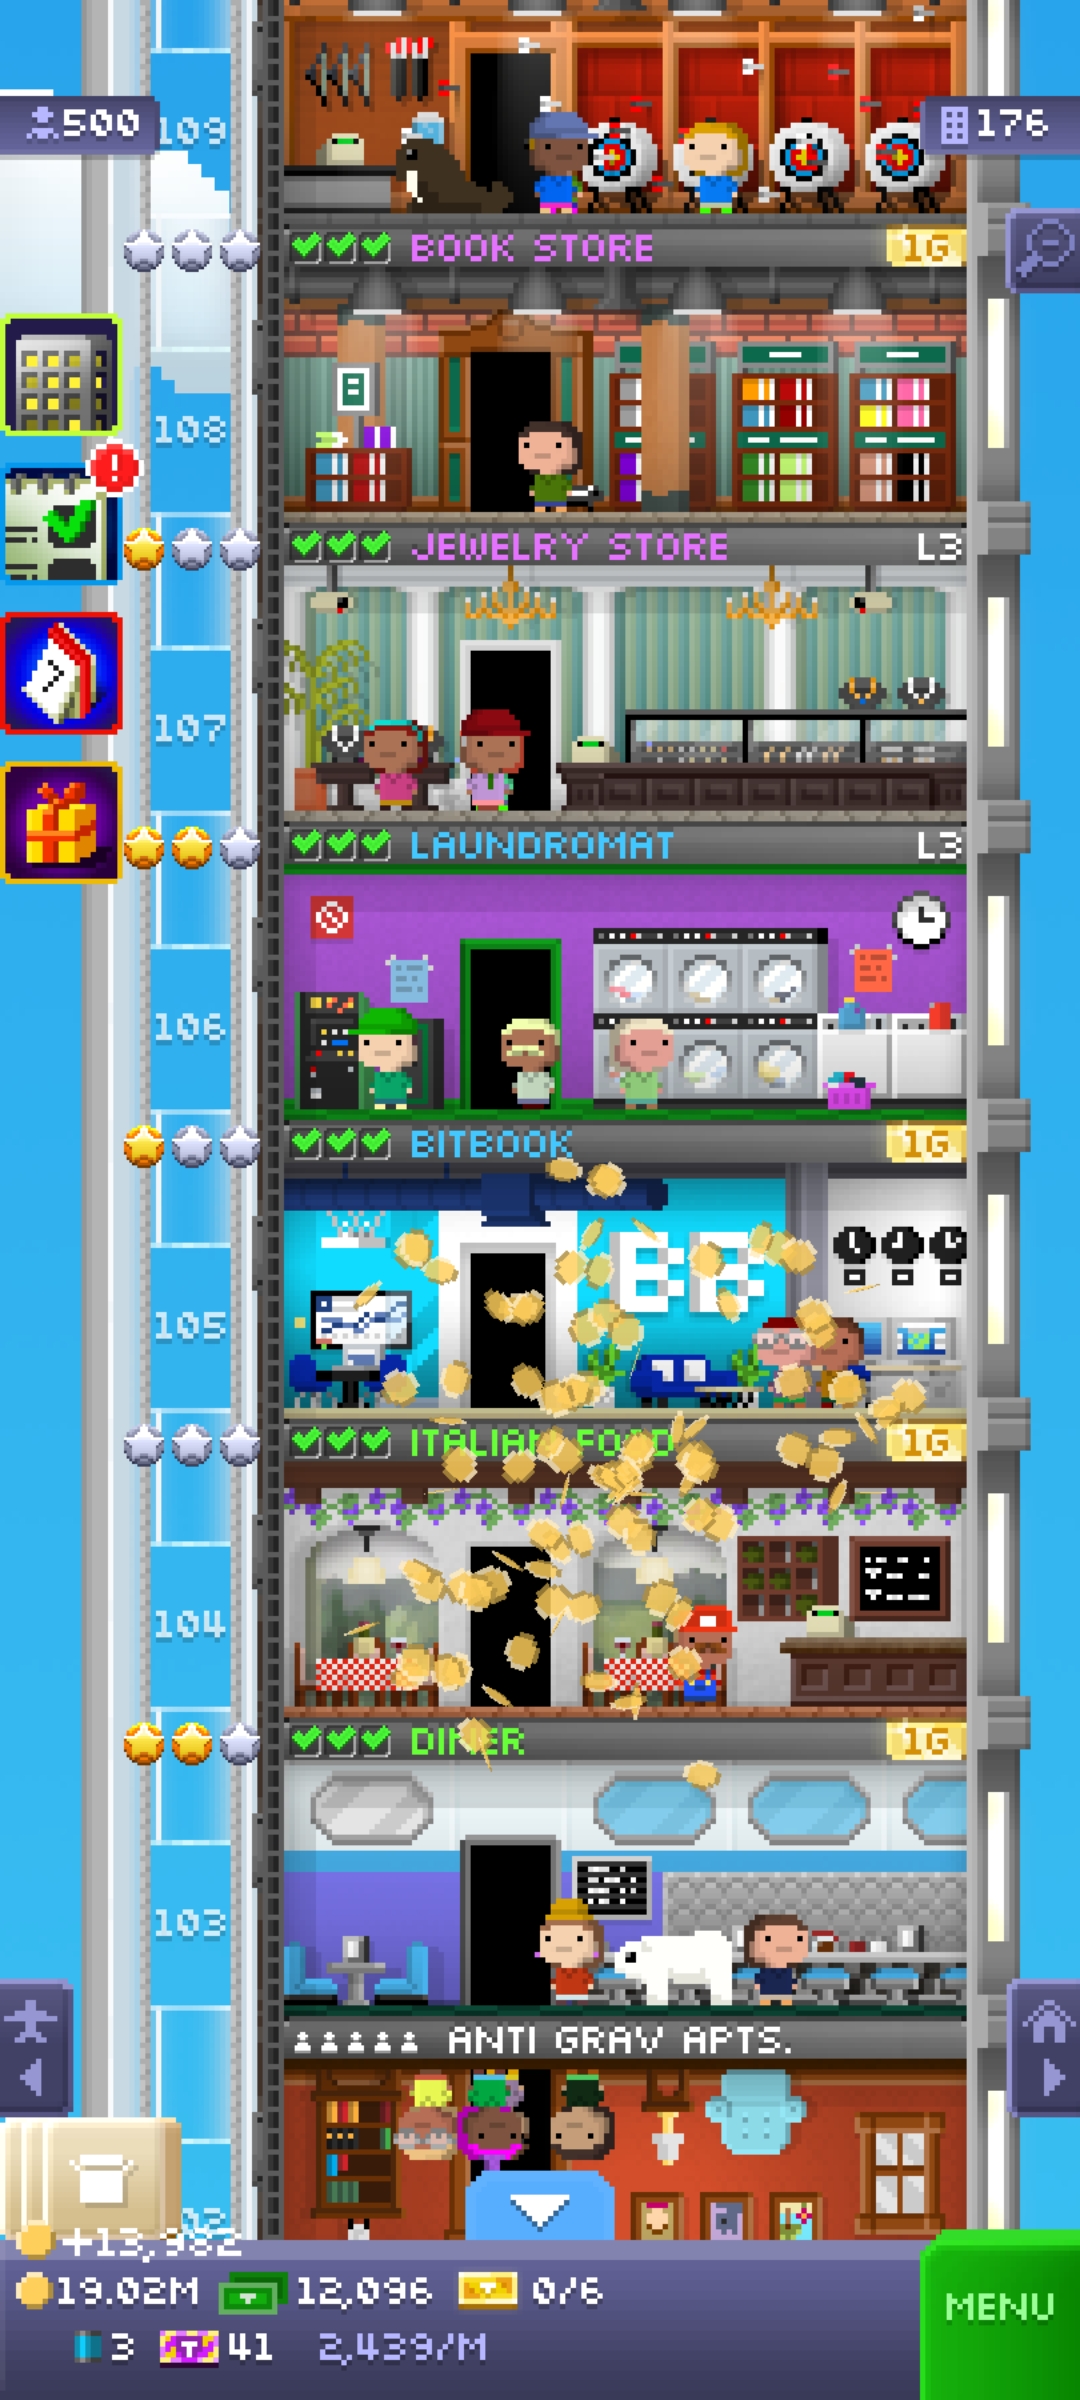 500
109
176
BOOK STORE
1G
108
JEWELRY STORE
L3
107
LAUNDROMAT
L3
106
BITBOOK
1G
BB
105
ITALIAN FOOD
1G
104
DINER
1G
103
ANTI GRAV APTS.
+13,982
19.02M
12,096
0/6
MENU
3
41
2,439/M